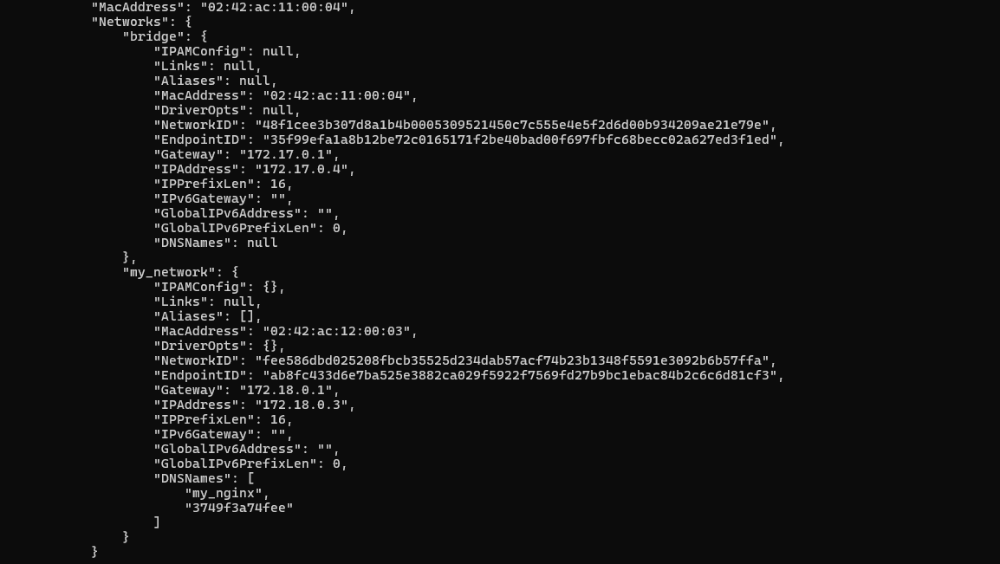 "MacAddress": "02:42:ac:11:00:04",
"Networks": {
"bridge": {
"IPAMConfig": null,
"Links": null,
"Aliases": null,
"MacAddress": "02:42:ac:11:00:04",
"DriverOpts": null,
"NetworkID": "48f1cee3b307d8a1b4b0005309521450c7c555e4e5f2d6d00b934209ae21e79e",
"EndpointID": "35f99efa1a8b12be72c0165171f2be40bad00f697fbfc68becc02a627ed3f1ed",
"Gateway": "172.17.0.1",
"IPAddress": "172.17.0.4",
"IPPrefixLen": 16,
"IPv6Gateway": "",
"GlobalIPv6Address": "",
"GlobalIPv6PrefixLen": 0,
"DNSNames": null
},
"my_network": {
"IPAMConfig": {},
"Links": null,
"Aliases": [],
"MacAddress": "02:42:ac:12:00:03",
"DriverOpts": {},
"NetworkID": "fee586dbd025208fbcb35525d234dab57acf74b23b1348f5591e3092b6b57ffa",
"EndpointID": "ab8fc433d6e7ba525e3882ca029f5922f7569fd27b9bc1ebac84b2c6c6d81cf3",
"Gateway": "172.18.0.1",
"IPAddress": "172.18.0.3",
"IPPrefixLen": 16,
"IPv6Gateway": "",
"GlobalIPv6Address": "",
"GlobalIPv6PrefixLen": 0,
"DNSNames": [
"my_nginx",
"3749f3a74fee"
]
}
}